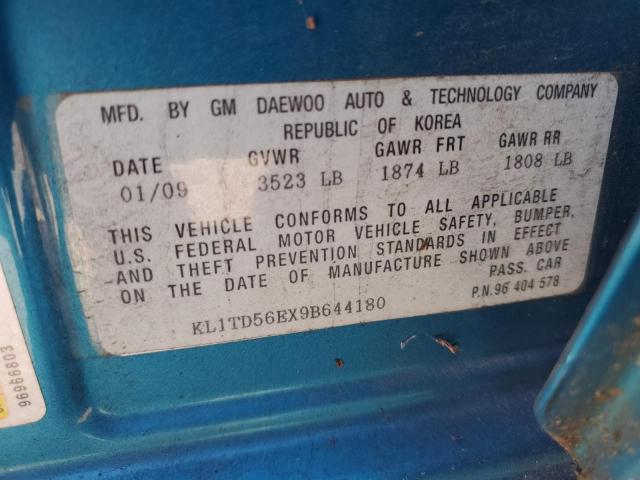 MFD. BY GM DAEWOO AUTO & TECHNOLOGY COMPANY
REPUBLIC OF KOREA
DATE GVWR GAWR FRT GAWR RR
01/09 3523 LB 1874 LB 1808 LB
THIS VEHICLE CONFORMS TO ALL APPLICABLE
U.S. FEDERAL MOTOR VEHICLE SAFETY, BUMPER,
AND THEFT PREVENTION STANDARDS IN EFFECT
ON THE DATE OF MANUFACTURE SHOWN ABOVE
PASS. CAR
KL1TD56EX9B644180 P.N.96 404 578
96966803